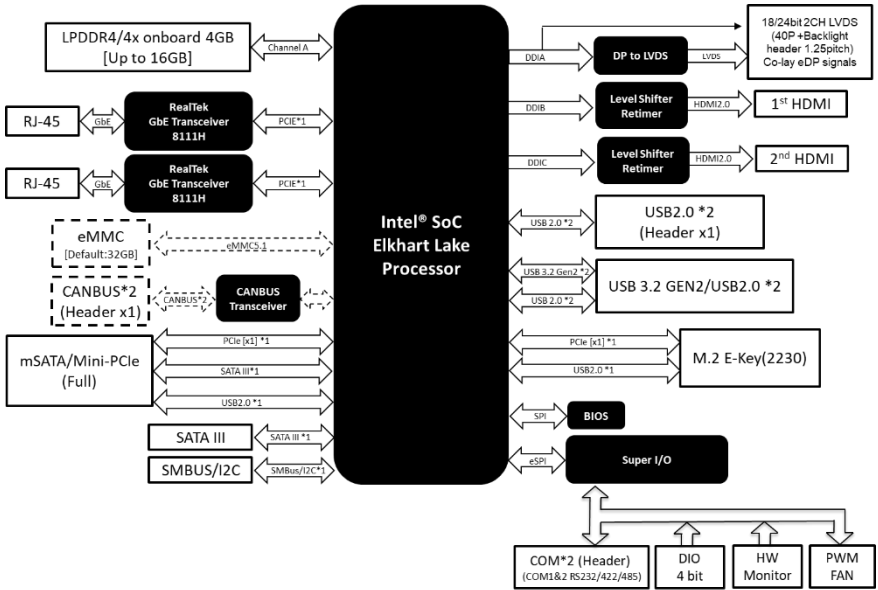 LPDDR4/4x onboard 4GB
[Up to 16GB]
Channel A
RJ-45
GbE
RealTek
GbE Transceiver
8111H
PCIE*1
RJ-45
GbE
RealTek
GbE Transceiver
8111H
PCIE*1
eMMC
[Default:32GB]
eMMC5.1
CANBUS*2
(Header x1)
CANBUS*2
CANBUS
Transceiver
mSATA/Mini-PCIe
(Full)
PCIe [x1] *1
SATA III*1
USB2.0 *1
SATA III
SATA III*1
SMBUS/I2C
SMBus/I2C*1
Intel® SoC
Elkhart Lake
Processor
DDIA
DP to LVDS
LVDS
18/24bit 2CH LVDS
(40P +Backlight
header 1.25pitch)
Co-lay eDP signals
DDIB
Level Shifter
Retimer
HDMI2.0
1st HDMI
DDIC
Level Shifter
Retimer
HDMI2.0
2nd HDMI
USB 2.0 *2
USB2.0 *2
(Header x1)
USB 3.2 Gen2 *2
USB 2.0 *2
USB 3.2 GEN2/USB2.0 *2
PCIe [x1] *1
USB2.0 *1
M.2 E-Key(2230)
SPI
BIOS
eSPI
Super I/O
COM*2 (Header)
(COM1&2 RS232/422/485)
DIO
4 bit
HW
Monitor
PWM
FAN